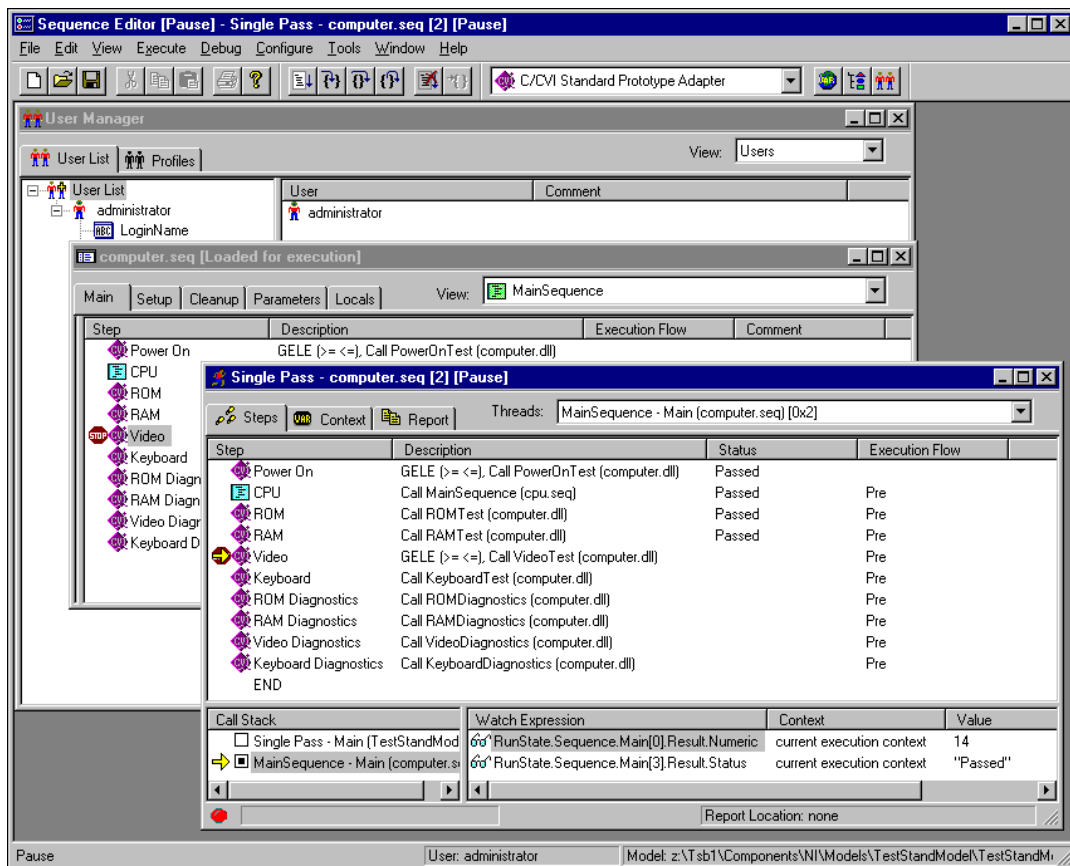 Sequence Editor [Pause] - Single Pass - computer.seq [2] [Pause]
File Edit View Execute Debug Configure Tools Window Help
C/CVI Standard Prototype Adapter
User Manager
User List Profiles View: Users
User List User Comment
administrator administrator
LoginName
computer.seq [Loaded for execution]
Main Setup Cleanup Parameters Locals View: MainSequence
Step Description Execution Flow Comment
Power On GELE (>= <=), Call PowerOnTest (computer.dll)
CPU
ROM
RAM
Video
Keyboard
ROM Diagn
RAM Diagn
Video Diagr
Keyboard D
Single Pass - computer.seq [2] [Pause]
Steps Context Report Threads: MainSequence - Main (computer.seq) [0x2]
Step Description Status Execution Flow
Power On GELE (>= <=), Call PowerOnTest (computer.dll) Passed
CPU Call MainSequence (cpu.seq) Passed Pre
ROM Call ROMTest (computer.dll) Passed Pre
RAM Call RAMTest (computer.dll) Passed Pre
Video GELE (>= <=), Call VideoTest (computer.dll) Pre
Keyboard Call KeyboardTest (computer.dll) Pre
ROM Diagnostics Call ROMDiagnostics (computer.dll) Pre
RAM Diagnostics Call RAMDiagnostics (computer.dll) Pre
Video Diagnostics Call VideoDiagnostics (computer.dll) Pre
Keyboard Diagnostics Call KeyboardDiagnostics (computer.dll) Pre
END
Call Stack Watch Expression Context Value
Single Pass - Main (TestStandMod RunState.Sequence.Main[0].Result.Numeric current execution context 14
MainSequence - Main (computer.s RunState.Sequence.Main[3].Result.Status current execution context "Passed"
Report Location: none
Pause User: administrator Model: z:\Tsb1\Components\NI\Models\TestStandModel\TestStandM